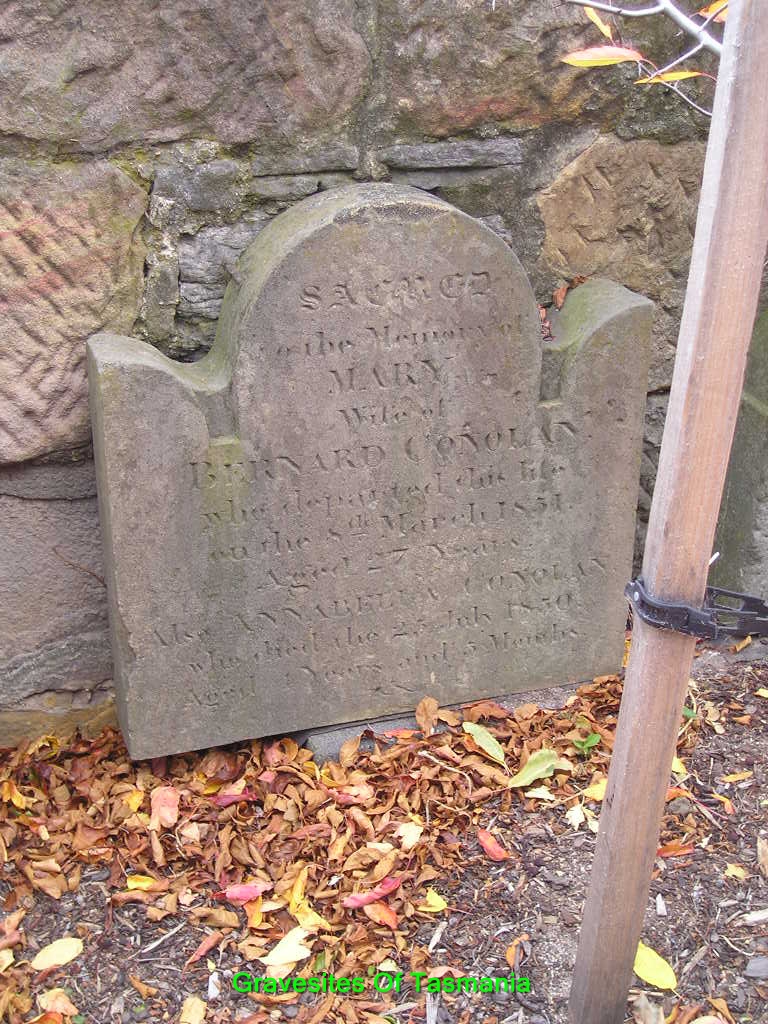 SACRED
to the Memory of
MARY
Wife of
BERNARD CONOLAN.
who departed this life
on the 8th March 1851.
Aged 27 Years.
Also ANNABELLA CONOLAN
who died the July 1850.
Aged Years and 5 Months.
Gravesites Of Tasmania